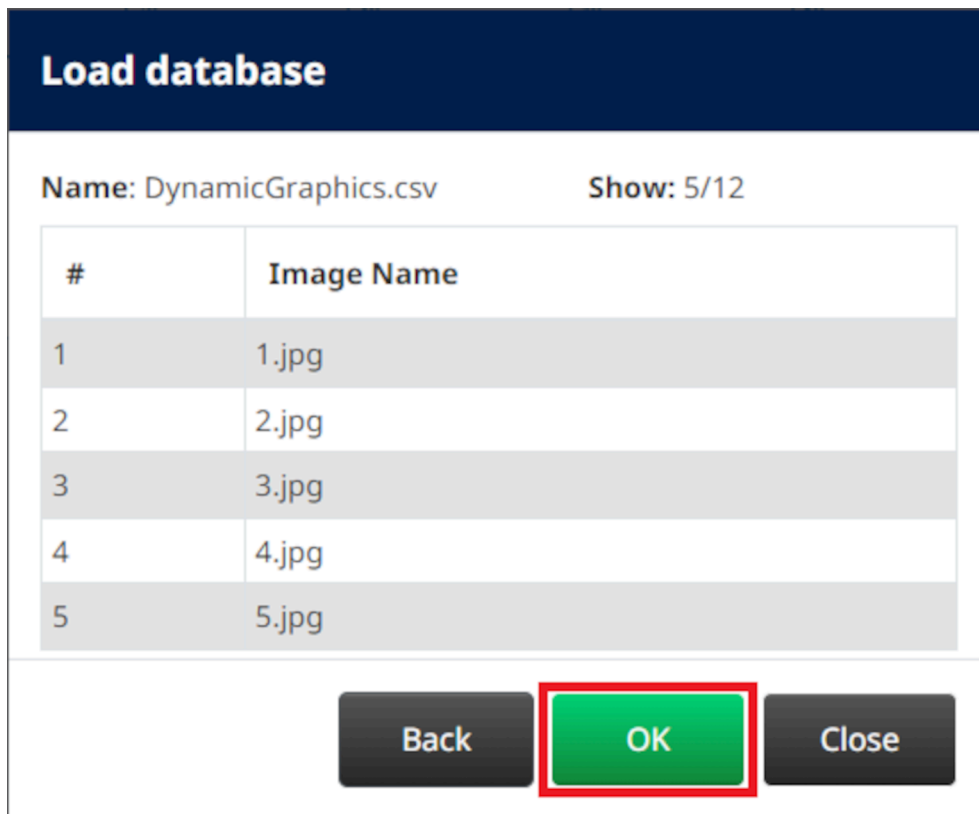 Load database
Name: DynamicGraphics.csv Show: 5/12
# Image Name
1 1.jpg
2 2.jpg
3 3.jpg
4 4.jpg
5 5.jpg
Back OK Close